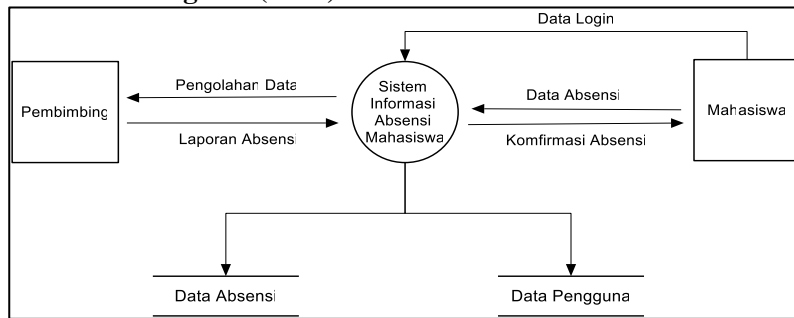 Data Login
Pengolahan Data
Sistem
Informasi
Absensi
Mahasiswa
Data Absensi
Pembimbing
Mahasiswa
Laporan Absensi
Komfirmasi Absensi
Data Absensi
Data Pengguna